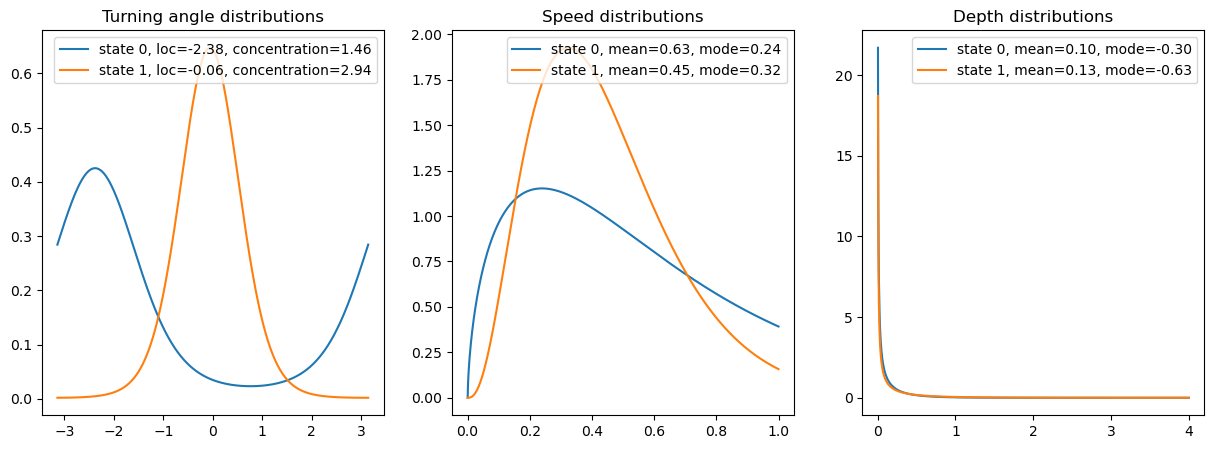 Turning angle distributions
state 0, loc=-2.38, concentration=1.46
state 1, loc=-0.06, concentration=2.94
0.6
0.5
0.4
0.3
0.2
0.1
0.0
−3 −2 −1 0 1 2 3
Speed distributions
state 0, mean=0.63, mode=0.24
state 1, mean=0.45, mode=0.32
2.00
1.75
1.50
1.25
1.00
0.75
0.50
0.25
0.00
0.0 0.2 0.4 0.6 0.8 1.0
Depth distributions
state 0, mean=0.10, mode=-0.30
state 1, mean=0.13, mode=-0.63
20
15
10
5
0
0 1 2 3 4